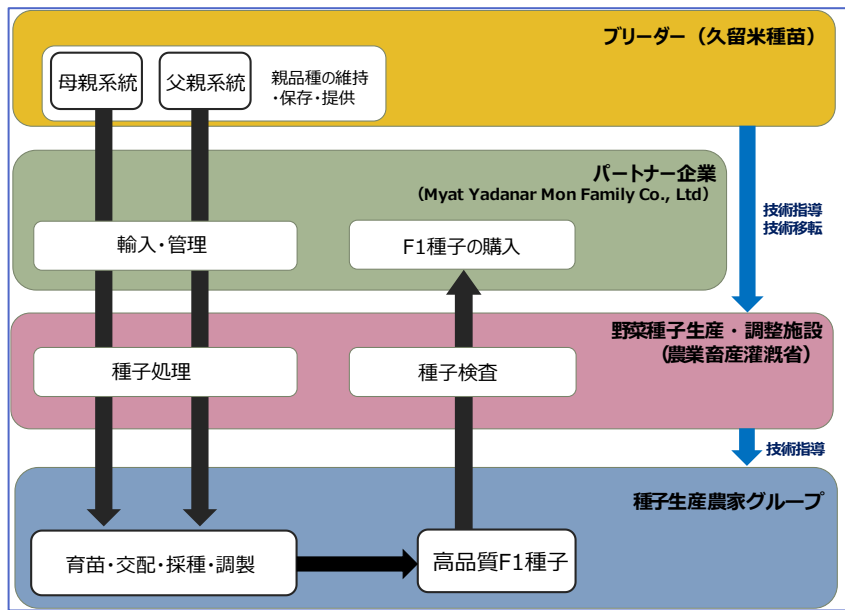 ブリーダー（久留米種苗）
母親系統
父親系統
親品種の維持
・保存・提供
パートナー企業
（Myat Yadanar Mon Family Co., Ltd）
技術指導
技術移転
輸入・管理
F1種子の購入
野菜種子生産・調整施設
（農業畜産灌漑省）
種子処理
種子検査
技術指導
種子生産農家グループ
育苗・交配・採種・調製
高品質F1種子